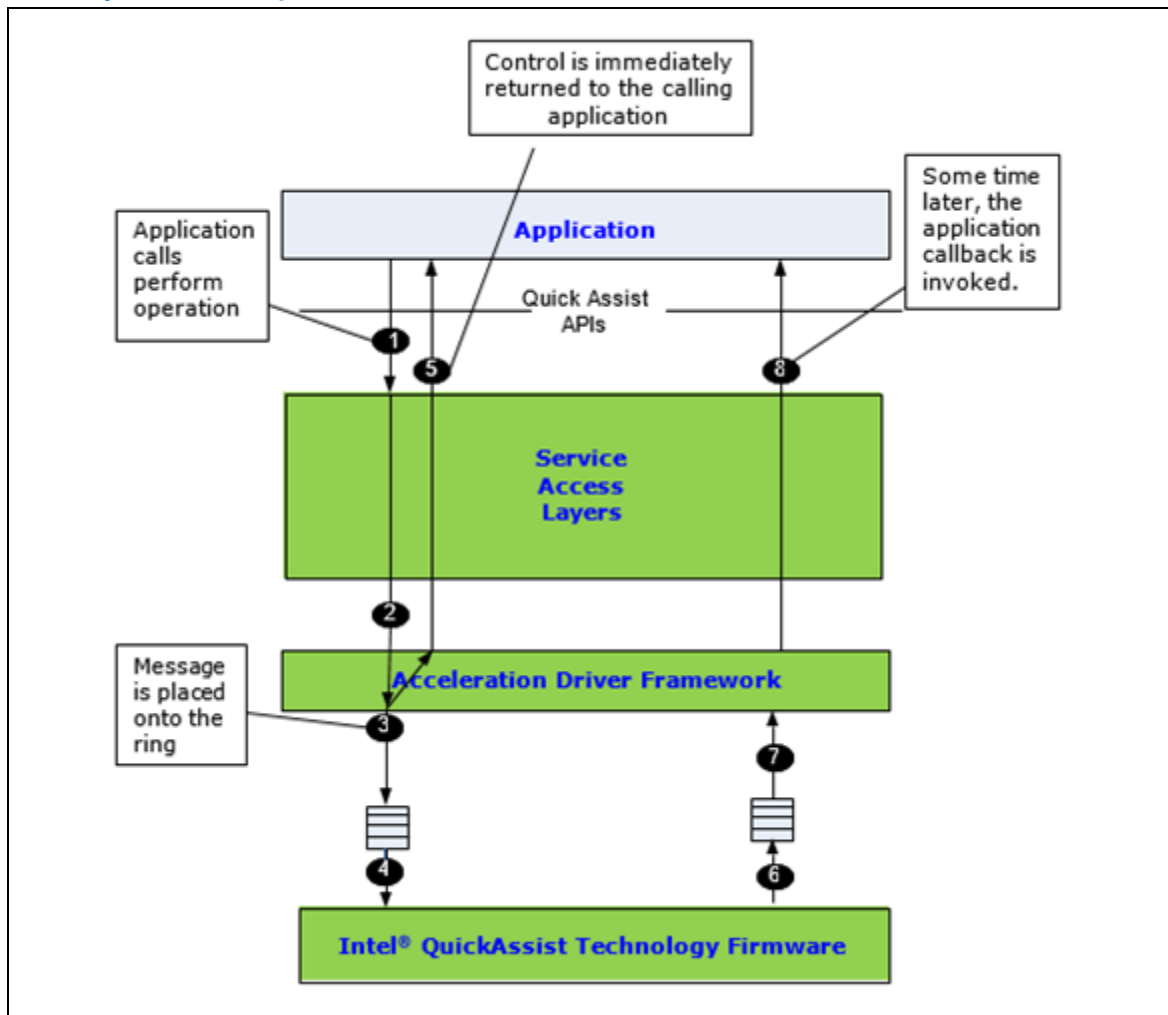 Control is immediately
returned to the calling
application
Some time
later, the
application
callback is
invoked.
Application
Application
calls
perform
operation
Quick Assist
APIs
1
5
8
Service
Access
Layers
2
Message
is placed
onto the
ring
Acceleration Driver Framework
3
7
4
6
Intel® QuickAssist Technology Firmware